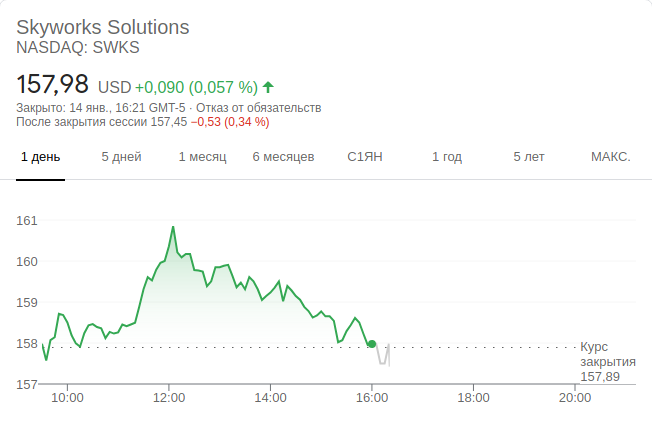 Skyworks Solutions
NASDAQ: SWKS
157,98 USD +0,090 (0,057 %)
Закрыто: 14 янв., 16:21 GMT-5 · Отказ от обязательств
После закрытия сессии 157,45 −0,53 (0,34 %)
1 день 5 дней 1 месяц 6 месяцев С1ЯН 1 год 5 лет МАКС.
161
160
159
158
157
Курс
закрытия
157,89
10:00 12:00 14:00 16:00 18:00 20:00